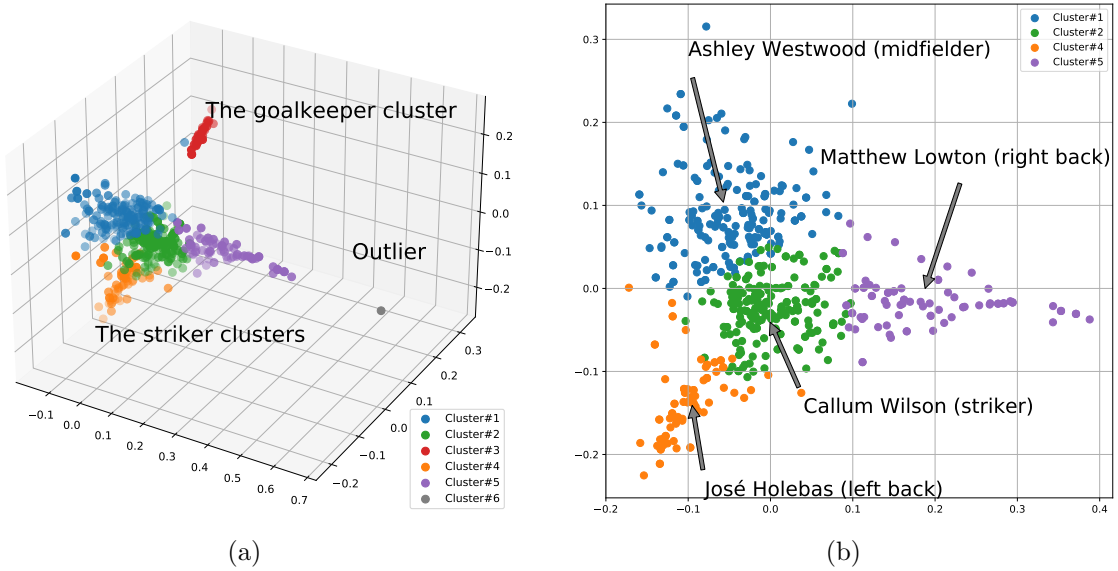 The goalkeeper cluster
Outlier
The striker clusters
0.2
0.1
0.0
−0.1
−0.2
0.3
0.2
0.1
0.0
−0.1
−0.2
−0.1
0.0
0.1
0.2
0.3
0.4
0.5
0.6
0.7
Cluster#1
Cluster#2
Cluster#3
Cluster#4
Cluster#5
Cluster#6
(a)
Cluster#1
Cluster#2
Cluster#4
Cluster#5
Ashley Westwood (midfielder)
Matthew Lowton (right back)
Callum Wilson (striker)
José Holebas (left back)
0.3
0.2
0.1
0.0
−0.1
−0.2
−0.2
−0.1
0.0
0.1
0.2
0.3
0.4
(b)